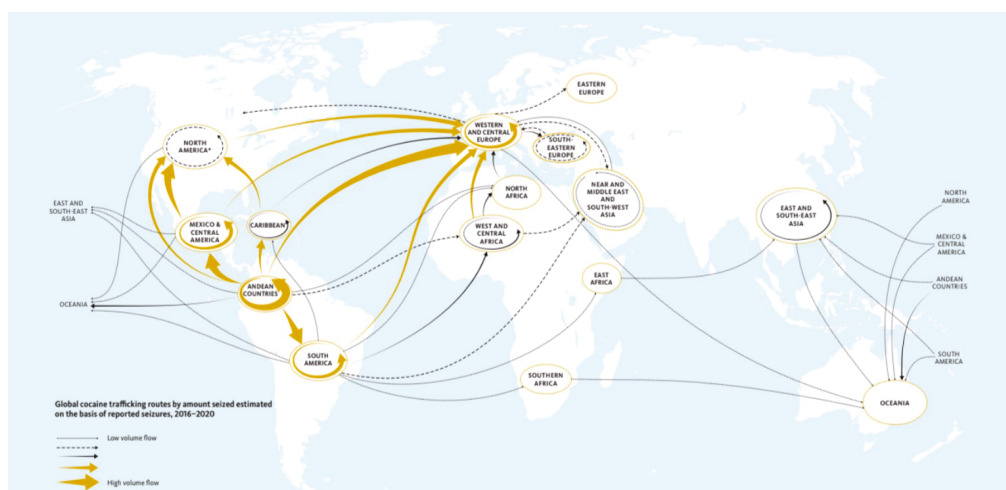 EASTERN
EUROPE
WESTERN
AND CENTRAL
EUROPE
SOUTH-
EASTERN
EUROPE
NORTH
AMERICA*
NORTH
AFRICA
NEAR AND
MIDDLE EAST
AND
SOUTH-WEST
ASIA
EAST AND
SOUTH-EAST
ASIA
MEXICO &
CENTRAL
AMERICA
CARIBBEAN
WEST AND
CENTRAL
AFRICA
EAST AND
SOUTH-EAST
ASIA
NORTH
AMERICA
MEXICO &
CENTRAL
AMERICA
ANDEAN
COUNTRIES
EAST
AFRICA
ANDEAN
COUNTRIES
OCEANIA
SOUTH
AMERICA
SOUTHERN
AFRICA
SOUTH
AMERICA
OCEANIA
Global cocaine trafficking routes by amount seized estimated
on the basis of reported seizures, 2016–2020
Low volume flow
High volume flow